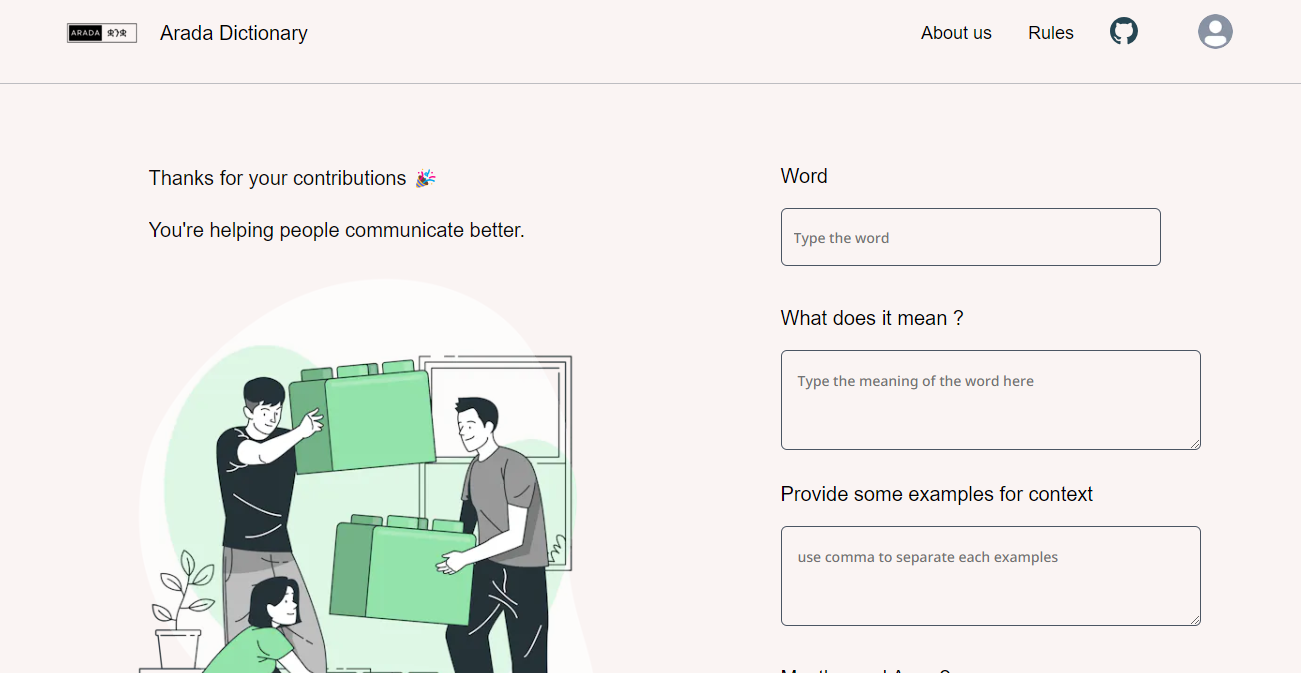 ARADA
Arada Dictionary
About us
Rules
Thanks for your contributions 🎉
You're helping people communicate better.
Word
Type the word
What does it mean ?
Type the meaning of the word here
Provide some examples for context
use comma to separate each examples